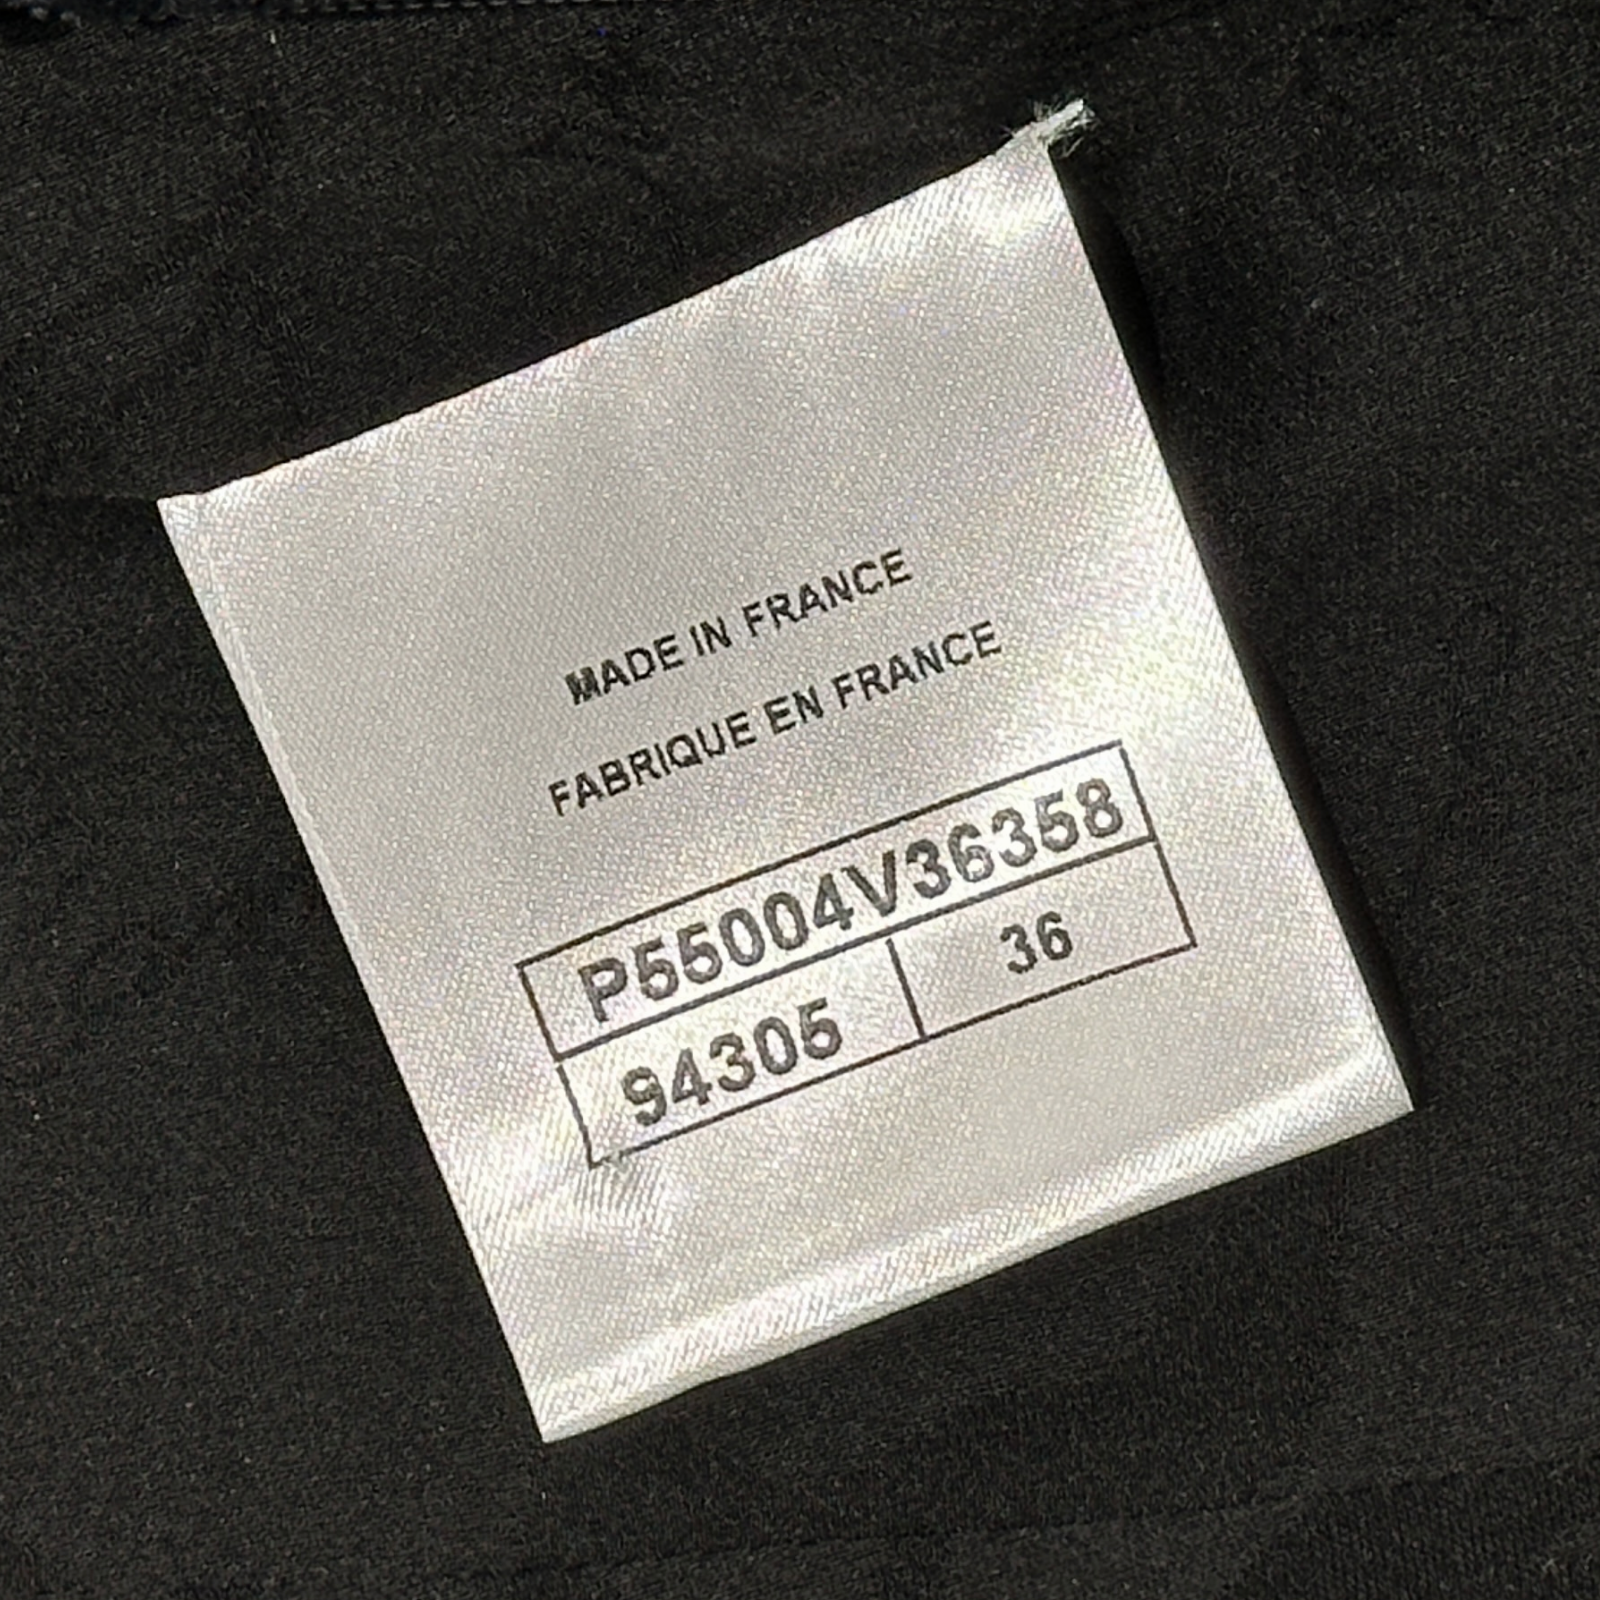 MADE IN FRANCE
FABRIQUE EN FRANCE
P55004V36358
94305 36